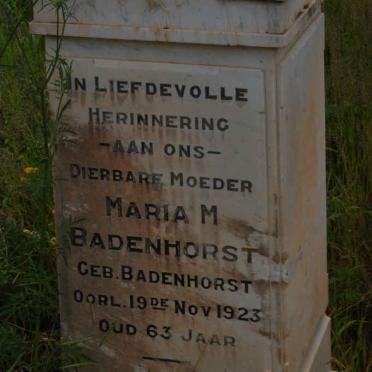 IN LIEFDEVOLLE
HERINNERING
—AAN ONS—
DIERBARE MOEDER
MARIA M
BADENHORST
GEB. BADENHORST
OORL. 19DE NOV 1923
OUD 63 JAAR